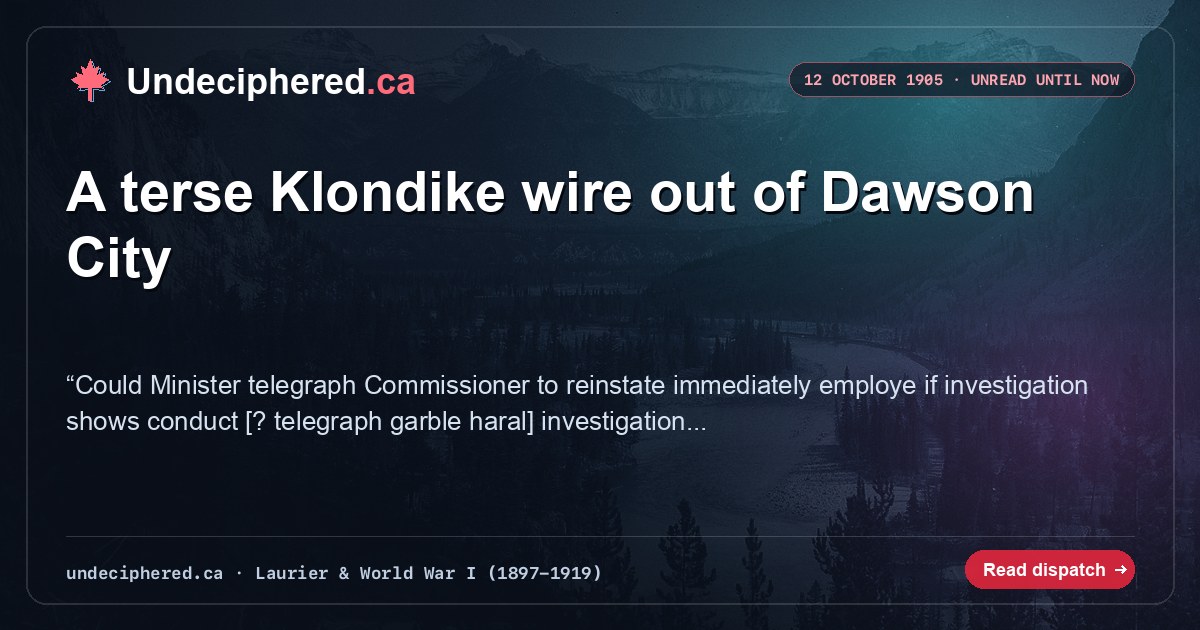 Undeciphered.ca
12 OCTOBER 1905 · UNREAD UNTIL NOW
A terse Klondike wire out of Dawson
City
“Could Minister telegraph Commissioner to reinstate immediately employe if investigation
shows conduct [? telegraph garble haral] investigation...
undeciphered.ca · Laurier & World War I (1897–1919)
Read dispatch →